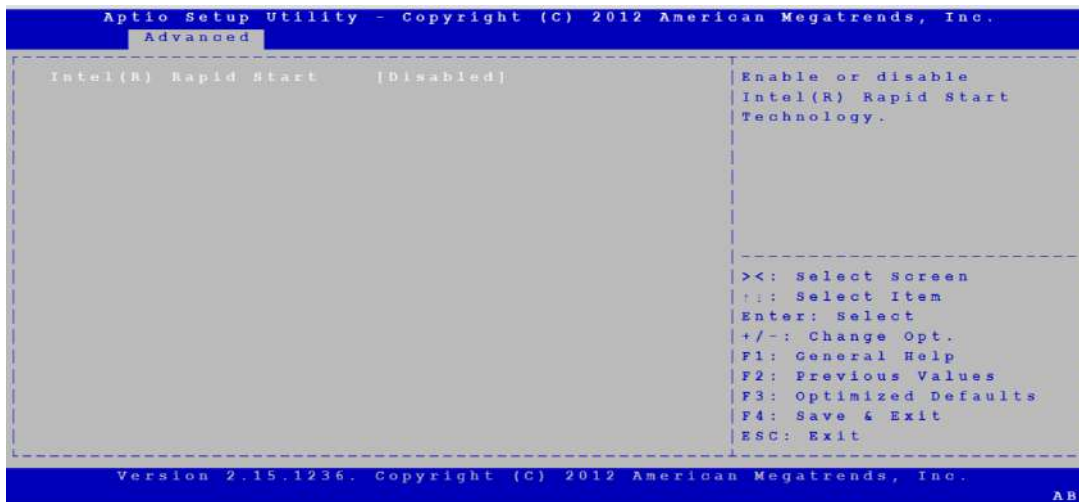 Aptio Setup Utility - Copyright (C) 2012 American Megatrends, Inc.
Advanced
Intel(R) Rapid Start [Disabled]
Enable or disable
Intel(R) Rapid Start
Technology.
><: Select Screen
↑↓: Select Item
Enter: Select
+/-: Change Opt.
F1: General Help
F2: Previous Values
F3: Optimized Defaults
F4: Save & Exit
ESC: Exit
Version 2.15.1236. Copyright (C) 2012 American Megatrends, Inc.
AB